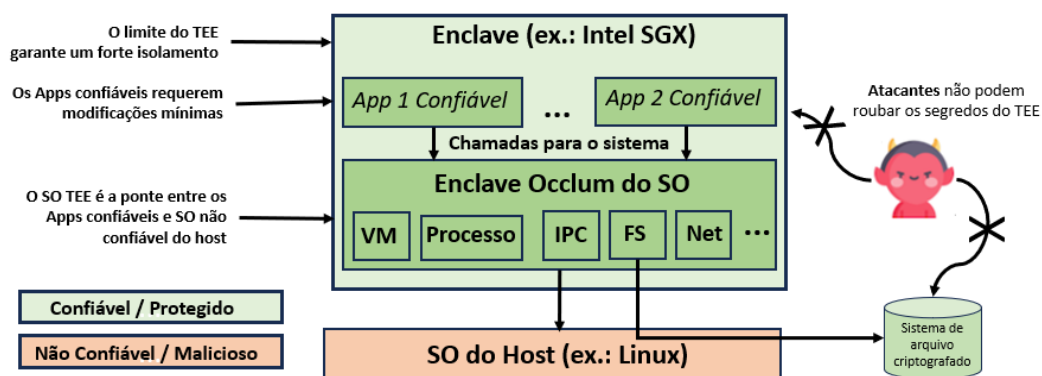 O limite do TEE
garante um forte isolamento
Enclave (ex.: Intel SGX)
Os Apps confiáveis requerem
modificações mínimas
App 1 Confiável
...
App 2 Confiável
Atacantes não podem
roubar os segredos do TEE
Chamadas para o sistema
O SO TEE é a ponte entre os
Apps confiáveis e SO não
confiável do host
Enclave Occlum do SO
VM
Processo
IPC
FS
Net
...
Confiável / Protegido
Não Confiável / Malicioso
SO do Host (ex.: Linux)
Sistema de
arquivo
criptografado